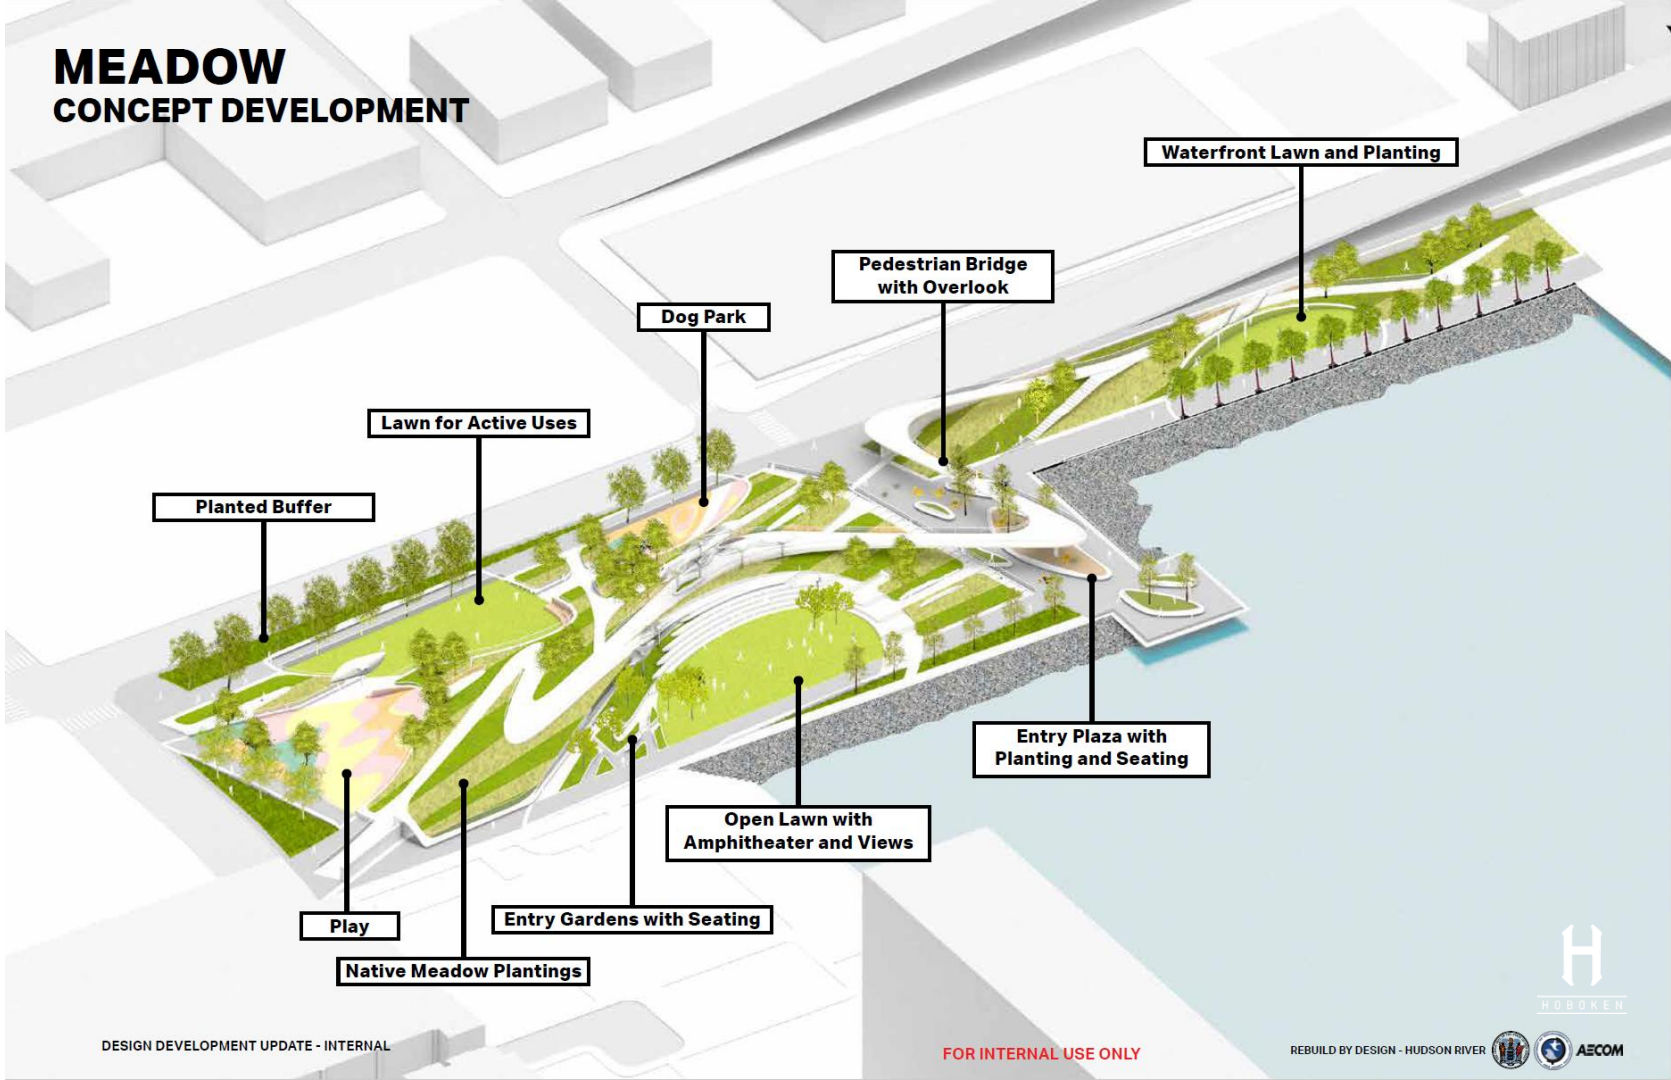 MEADOW
CONCEPT DEVELOPMENT
Waterfront Lawn and Planting
Pedestrian Bridge
with Overlook
Dog Park
Lawn for Active Uses
Planted Buffer
Entry Plaza with
Planting and Seating
Open Lawn with
Amphitheater and Views
Entry Gardens with Seating
Play
Native Meadow Plantings
HOBOKEN
DESIGN DEVELOPMENT UPDATE - INTERNAL
FOR INTERNAL USE ONLY
REBUILD BY DESIGN - HUDSON RIVER
AECOM